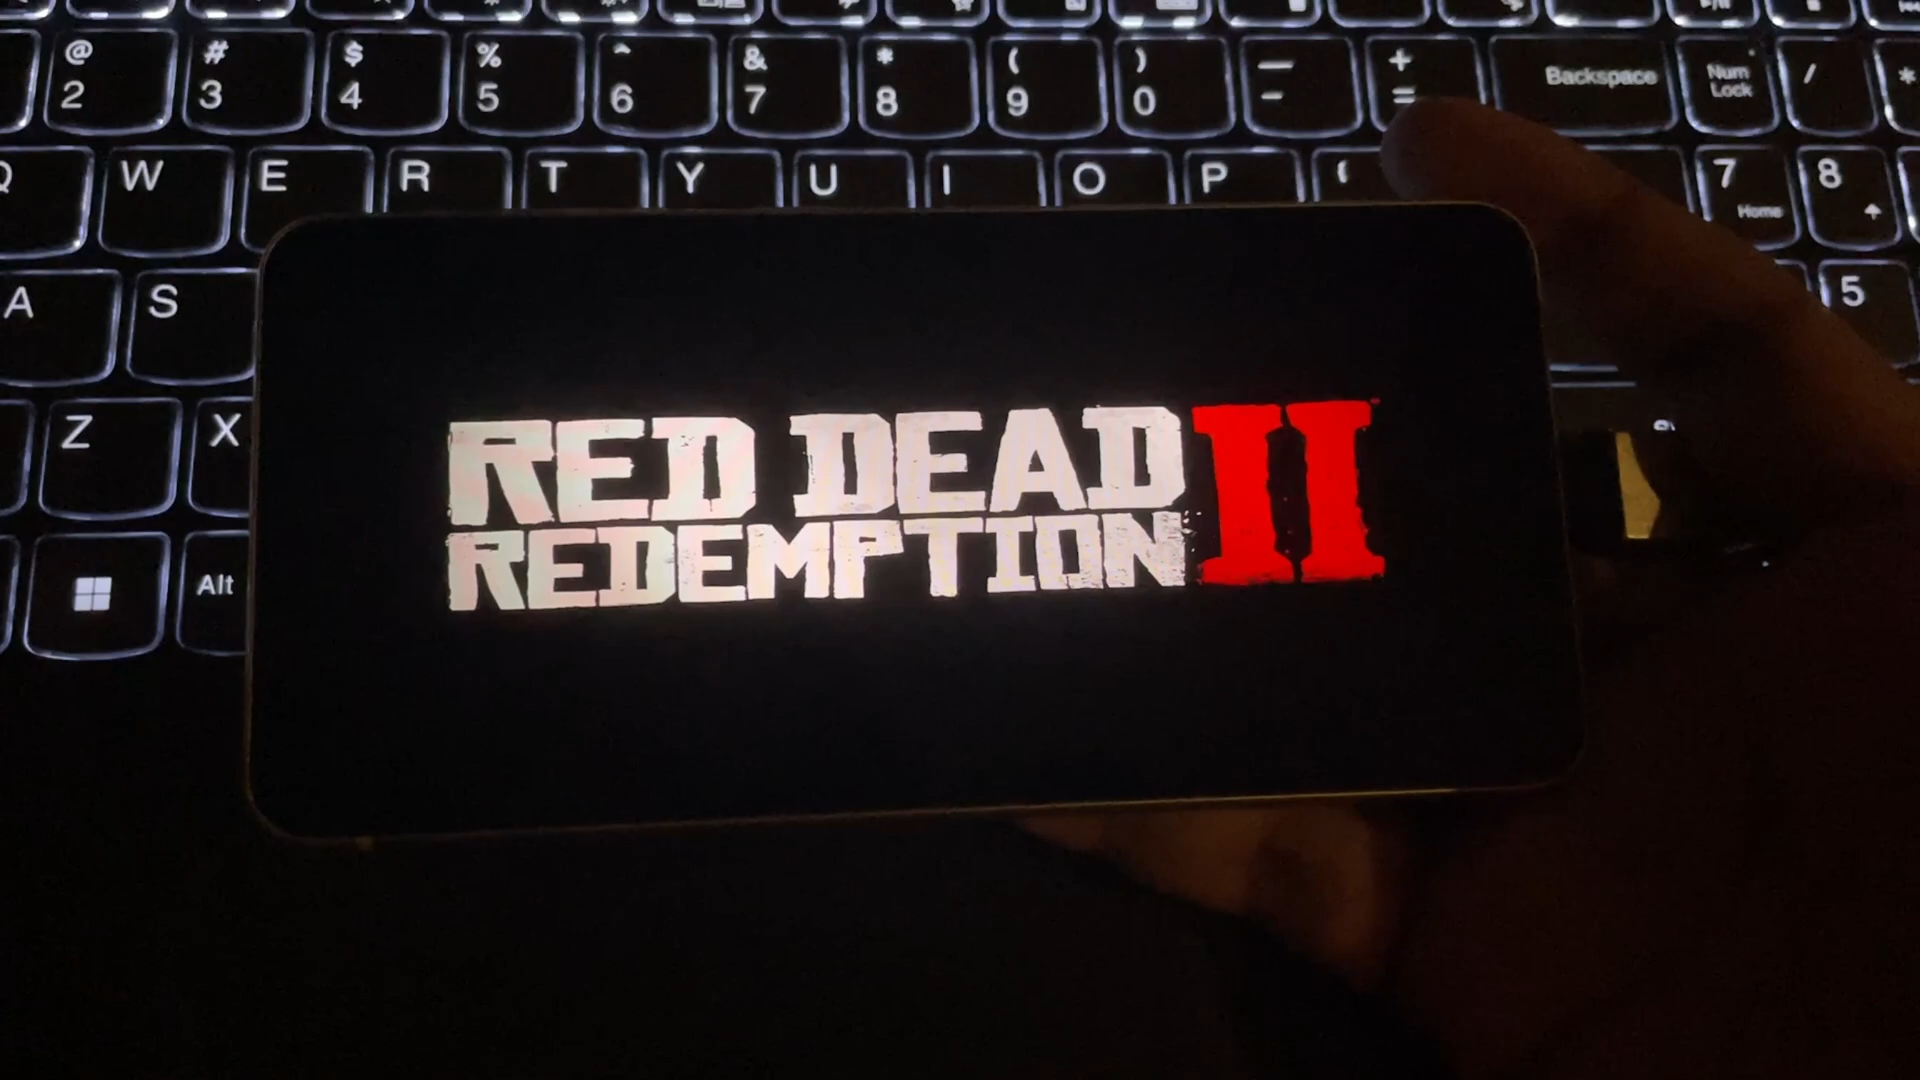 @ # $ % ^ & * ( ) — +
2 3 4 5 6 7 8 9 0 - = Backspace Num Lock / *
Q W E R T Y U I O P 7 Home 8
A S 5
Z X
Alt
RED DEAD II
REDEMPTION